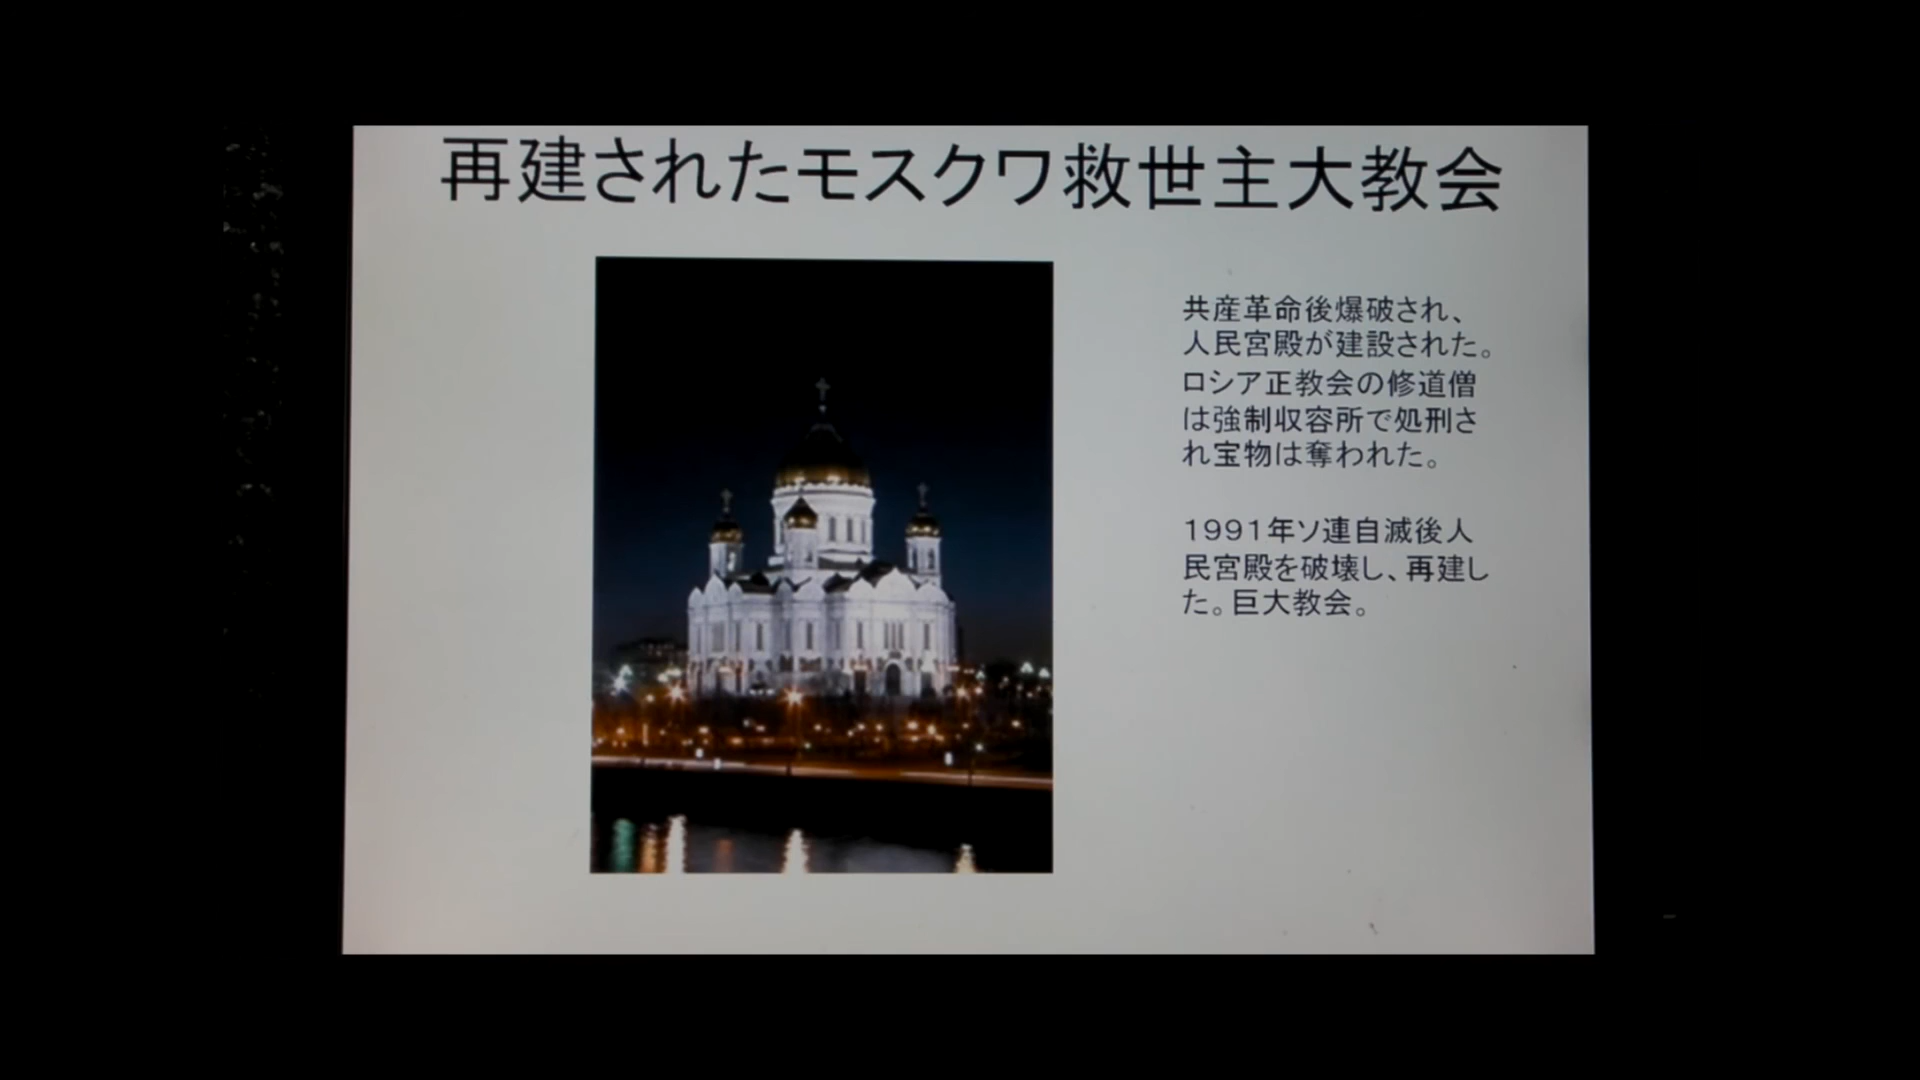 再建されたモスクワ救世主大教会
共産革命後爆破され、
人民宮殿が建設された。
ロシア正教会の修道僧
は強制収容所で処刑さ
れ宝物は奪われた。
1991年ソ連自滅後人
民宮殿を破壊し、再建し
た。巨大教会。